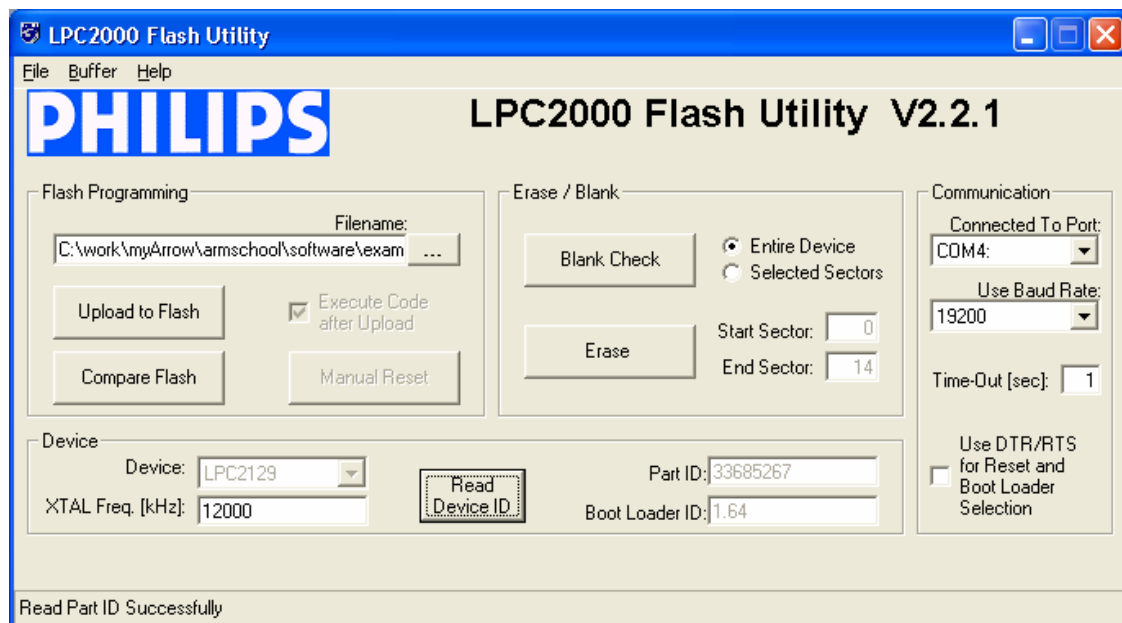 LPC2000 Flash Utility
File Buffer Help
PHILIPS
LPC2000 Flash Utility V2.2.1
Flash Programming
Filename:
C:\work\myArrow\armschool\software\exam
...
Upload to Flash
Execute Code
after Upload
Compare Flash
Manual Reset
Erase / Blank
Blank Check
Entire Device
Selected Sectors
Erase
Start Sector: 0
End Sector: 14
Communication
Connected To Port:
COM4:
Use Baud Rate:
19200
Time-Out [sec]: 1
Use DTR/RTS
for Reset and
Boot Loader
Selection
Device
Device: LPC2129
XTAL Freq. [kHz]: 12000
Read
Device ID
Part ID: 33685267
Boot Loader ID: 1.64
Read Part ID Successfully